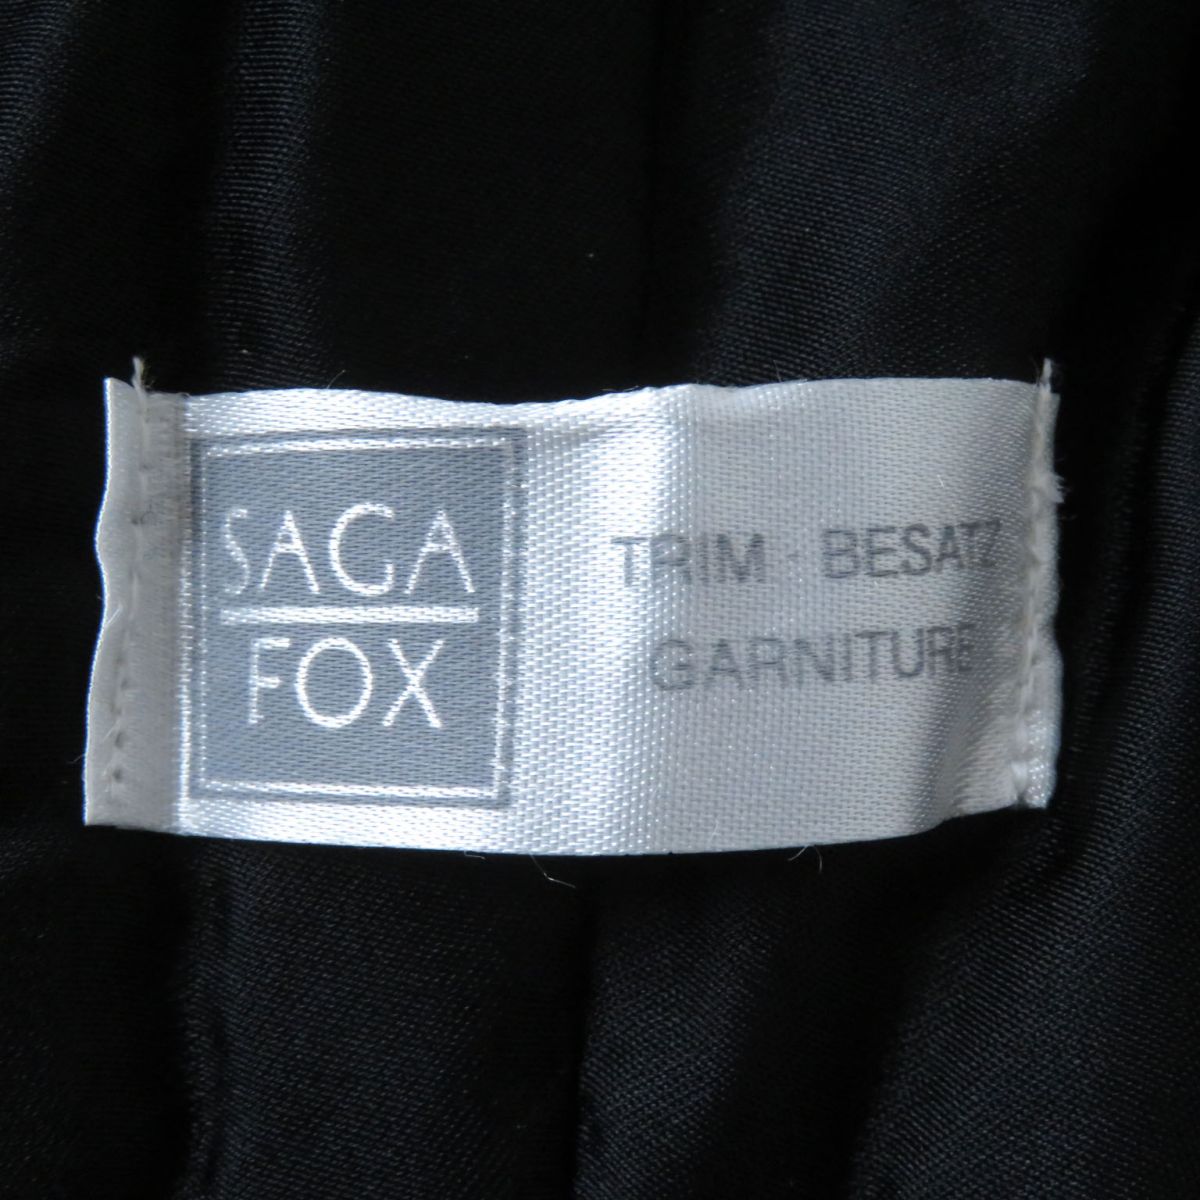 SAGA
FOX
TRIM · BESATZ
GARNITURE